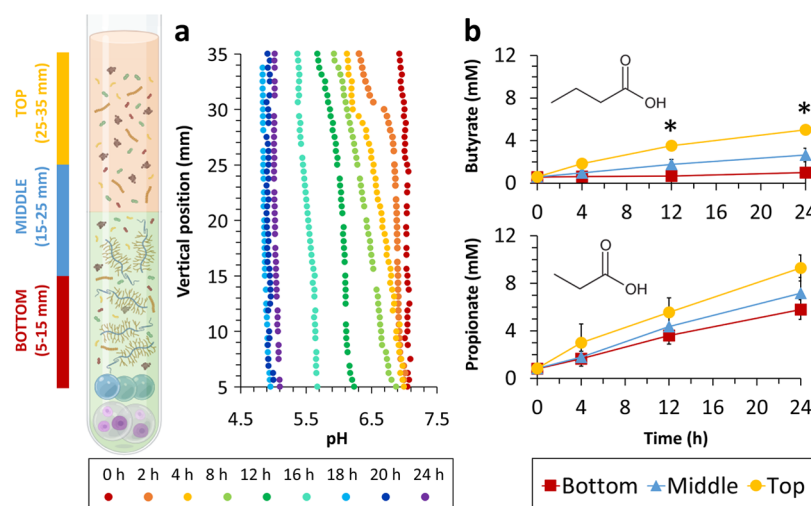 TOP
(25-35 mm)
MIDDLE
(15-25 mm)
BOTTOM
(5-15 mm)
a
Vertical position (mm)
35
30
25
20
15
10
5
4.5 5.5 6.5 7.5
pH
0 h 2 h 4 h 8 h 12 h 16 h 18 h 20 h 24 h
b
Butyrate (mM)
12
8
4
0
O
OH
*
*
0 4 8 12 16 20 24
Propionate (mM)
12
8
4
0
O
OH
0 4 8 12 16 20 24
Time (h)
Bottom Middle Top